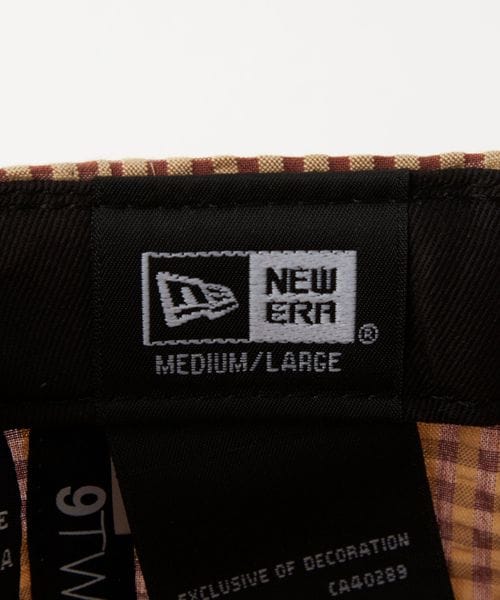 NEW
ERA®
MEDIUM/LARGE
9TW
EXCLUSIVE OF DECORATION
CA40289